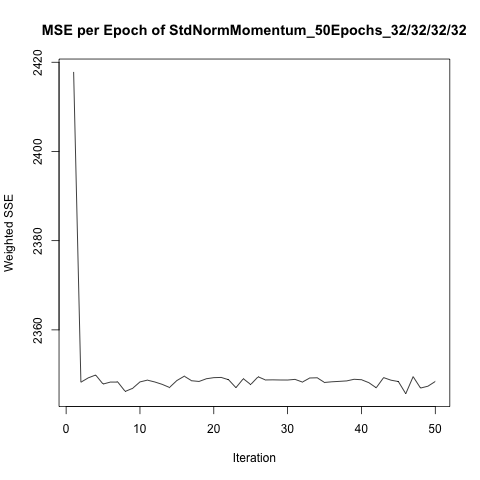 MSE per Epoch of StdNormMomentum_50Epochs_32/32/32/32
2420
2400
2380
2360
Weighted SSE
0 10 20 30 40 50
Iteration